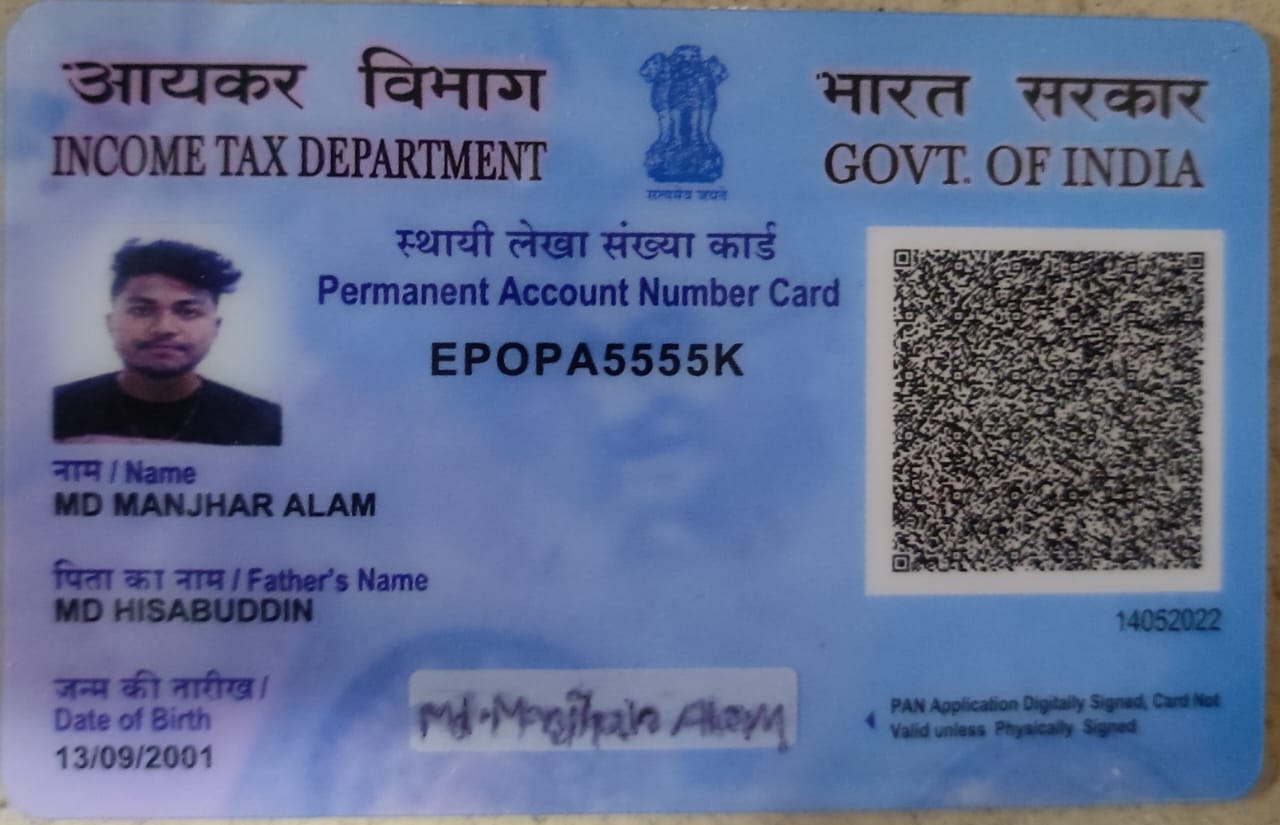 आयकर विभाग
INCOME TAX DEPARTMENT
भारत सरकार
GOVT. OF INDIA
सत्यमेव जयते
स्थायी लेखा संख्या कार्ड
Permanent Account Number Card
EPOPA5555K
नाम / Name
MD MANJHAR ALAM
पिता का नाम / Father's Name
MD HISABUDDIN
14052022
जन्म की तारीख /
Date of Birth
13/09/2001
Md. Manjhar Alam
PAN Application Digitally Signed, Card Not
Valid unless Physically Signed